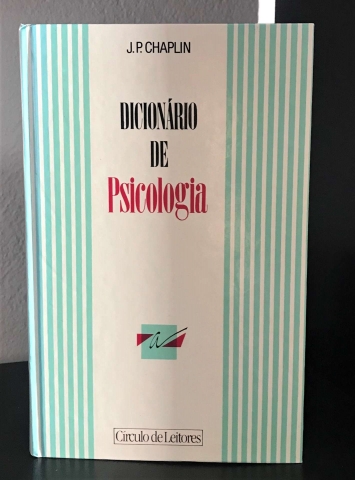 J.P. CHAPLIN
DICIONÁRIO
DE
Psicologia
a
Círculo de Leitores